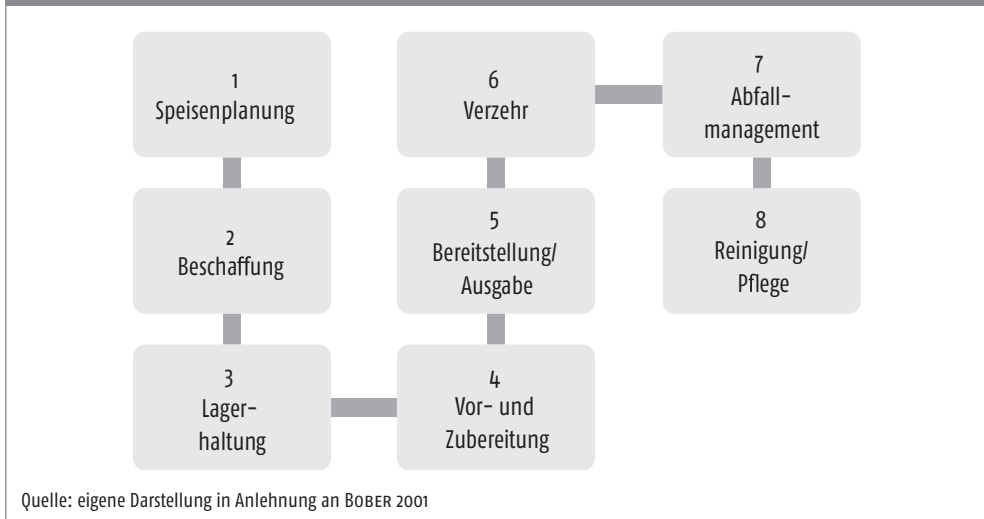 1
Speisenplanung
2
Beschaffung
3
Lager-
haltung
4
Vor- und
Zubereitung
5
Bereitstellung/
Ausgabe
6
Verzehr
7
Abfall-
management
8
Reinigung/
Pflege
Quelle: eigene Darstellung in Anlehnung an BOBER 2001